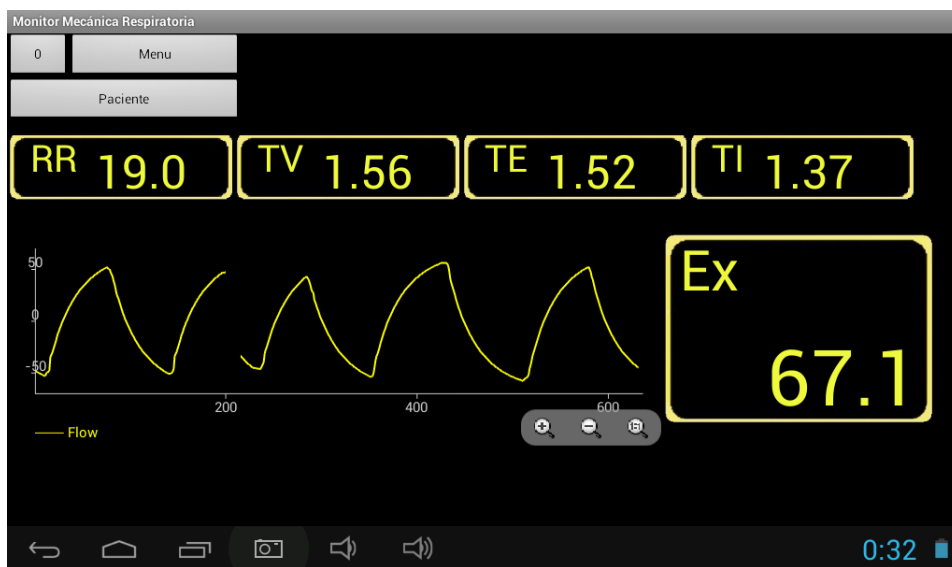 Monitor Mecánica Respiratoria
0 Menu
Paciente
RR 19.0 TV 1.56 TE 1.52 TI 1.37
Ex
67.1
50
0
-50
200 400 600
Flow
0:32